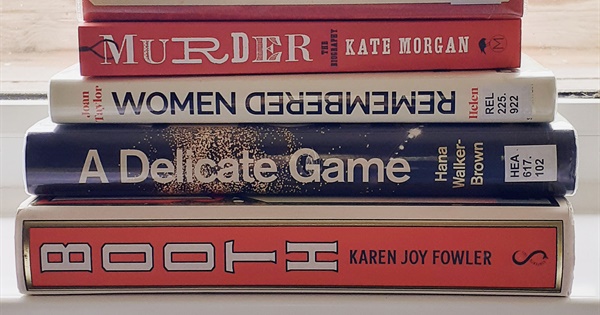 MURDER THE BIOGRAPHY KATE MORGAN
Joan
Taylor
WOMEN REMEMBERED
Helen
REL
225.
922
A Delicate Game
Hana
Walker-
Brown
HEA
617.
102
BOOTH KAREN JOY FOWLER